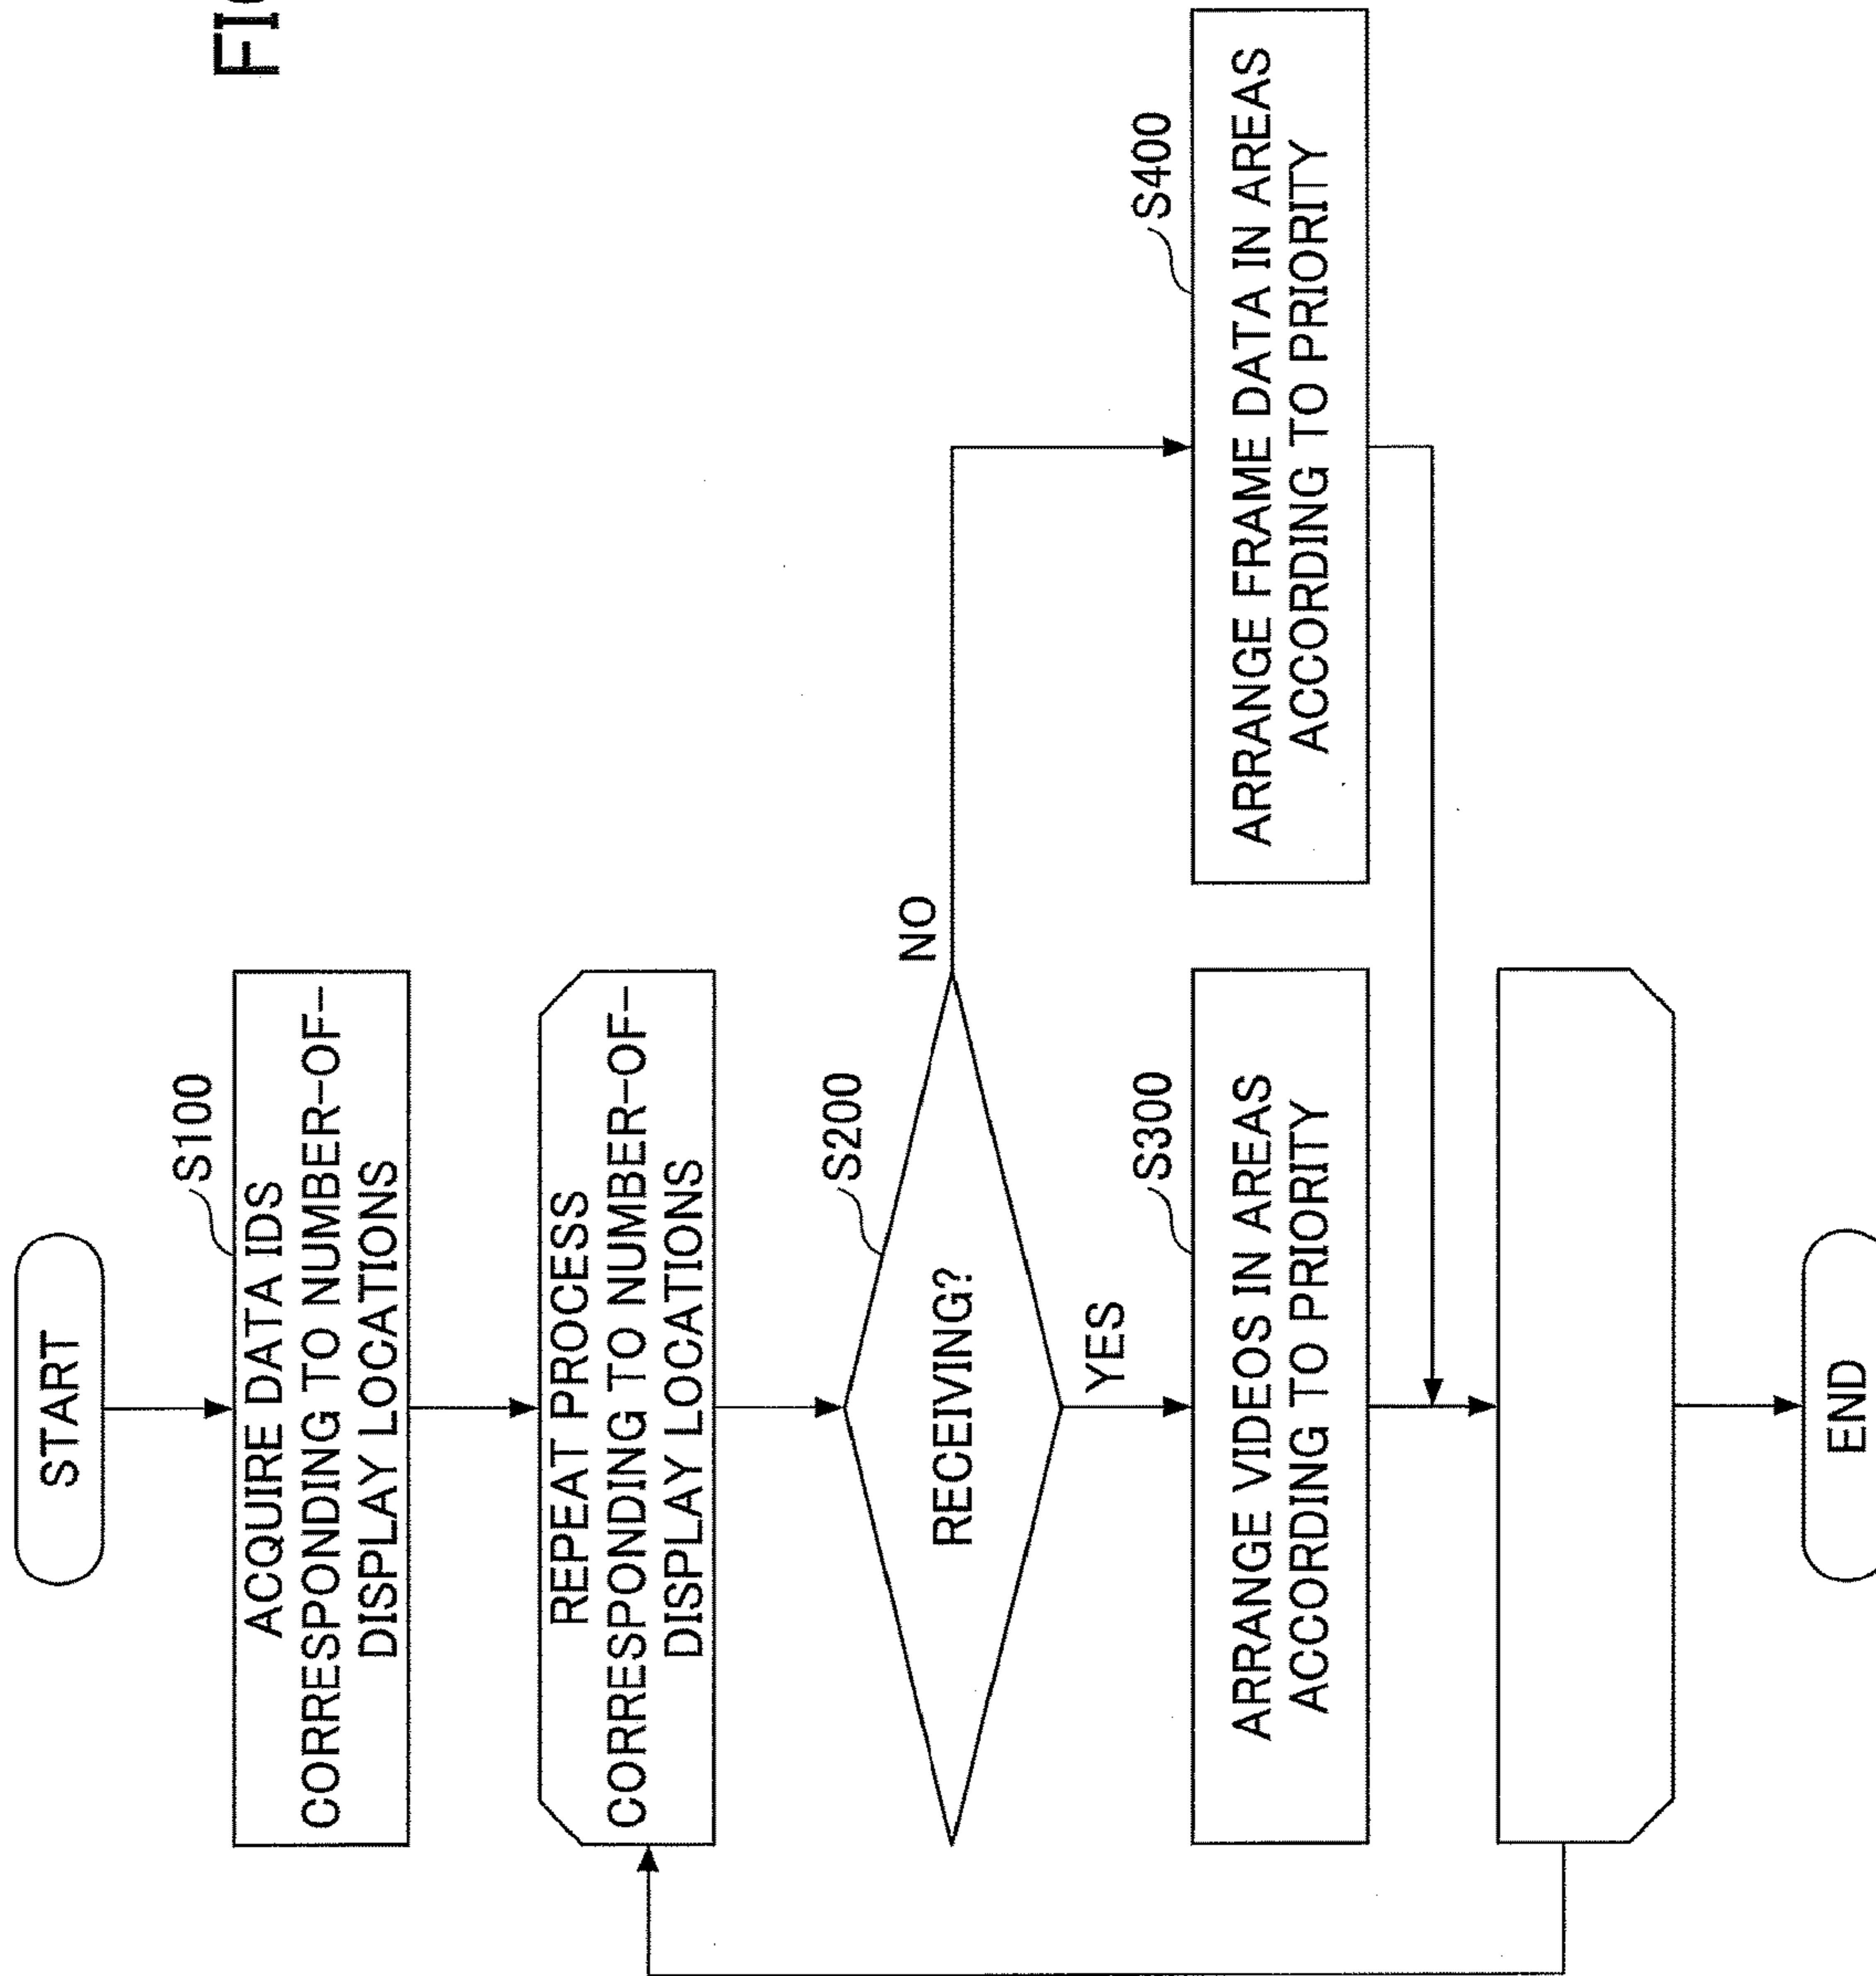 START
S100
ACQUIRE DATA IDS
CORRESPONDING TO NUMBER-OF-
DISPLAY LOCATIONS
REPEAT PROCESS
CORRESPONDING TO NUMBER-OF-
DISPLAY LOCATIONS
S200
RECEIVING?
NO
YES
S300
ARRANGE VIDEOS IN AREAS
ACCORDING TO PRIORITY
S400
ARRANGE FRAME DATA IN AREAS
ACCORDING TO PRIORITY
END